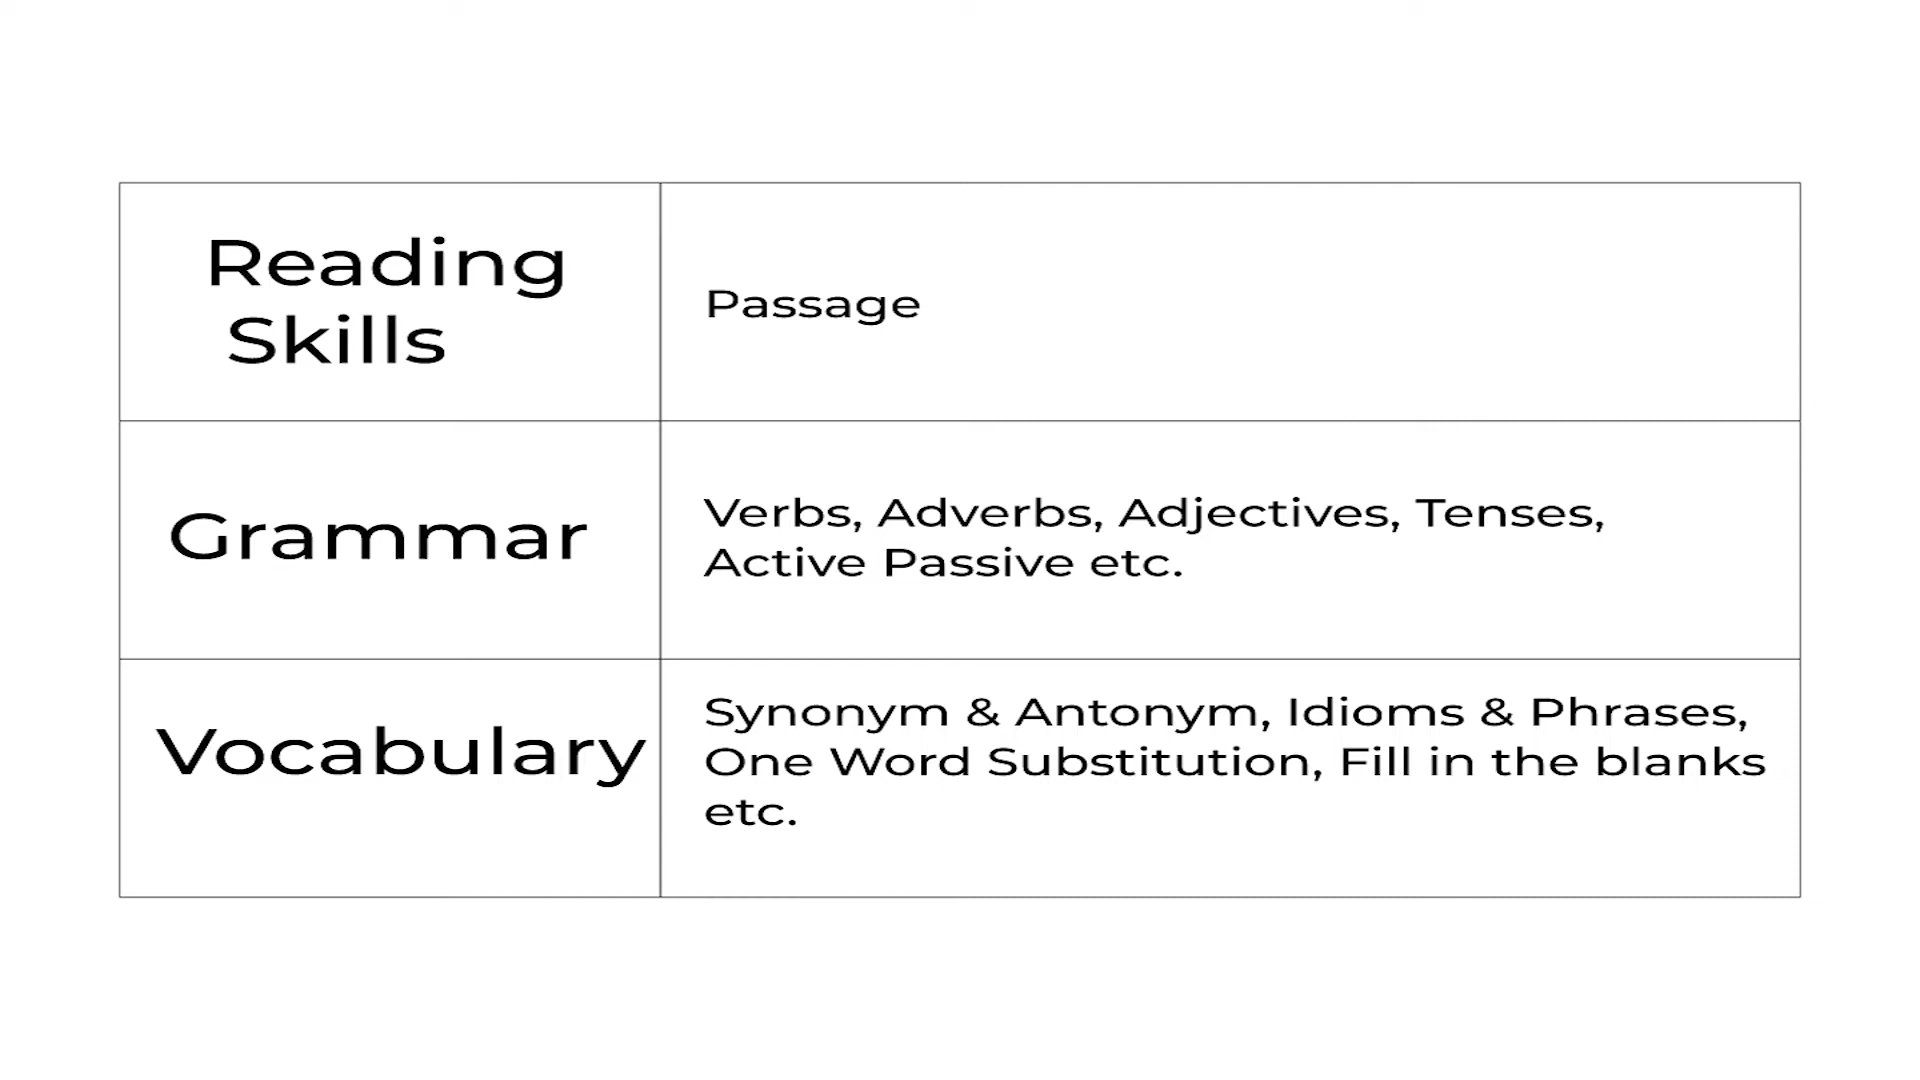 Reading
Skills
Passage
Grammar
Verbs, Adverbs, Adjectives, Tenses,
Active Passive etc.
Vocabulary
Synonym & Antonym, Idioms & Phrases,
One Word Substitution, Fill in the blanks
etc.